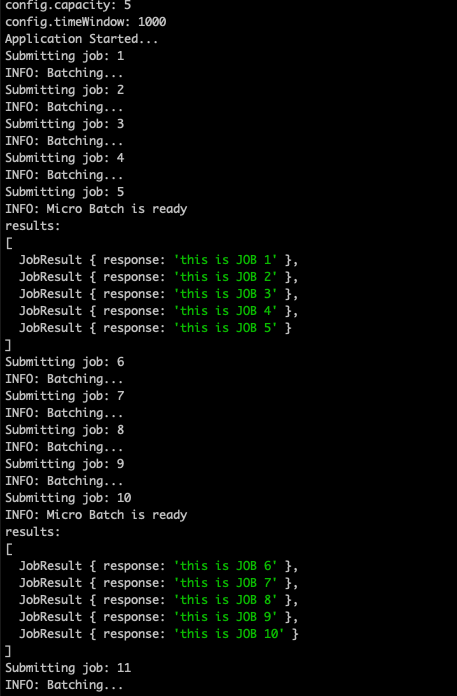 config.capacity: 5
config.timeWindow: 1000
Application Started...
Submitting job: 1
INFO: Batching...
Submitting job: 2
INFO: Batching...
Submitting job: 3
INFO: Batching...
Submitting job: 4
INFO: Batching...
Submitting job: 5
INFO: Micro Batch is ready
results:
[
  JobResult { response: 'this is JOB 1' },
  JobResult { response: 'this is JOB 2' },
  JobResult { response: 'this is JOB 3' },
  JobResult { response: 'this is JOB 4' },
  JobResult { response: 'this is JOB 5' }
]
Submitting job: 6
INFO: Batching...
Submitting job: 7
INFO: Batching...
Submitting job: 8
INFO: Batching...
Submitting job: 9
INFO: Batching...
Submitting job: 10
INFO: Micro Batch is ready
results:
[
  JobResult { response: 'this is JOB 6' },
  JobResult { response: 'this is JOB 7' },
  JobResult { response: 'this is JOB 8' },
  JobResult { response: 'this is JOB 9' },
  JobResult { response: 'this is JOB 10' }
]
Submitting job: 11
INFO: Batching...